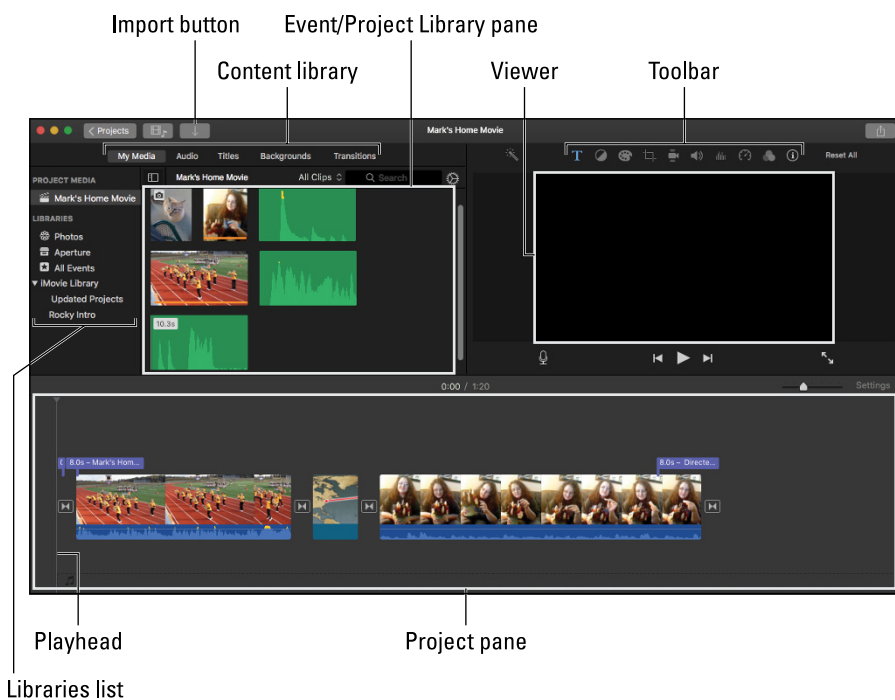 Import button
Event/Project Library pane
Content library
Viewer
Toolbar
Projects
Mark's Home Movie
My Media
Audio
Titles
Backgrounds
Transitions
T
Reset All
PROJECT MEDIA
Mark's Home Movie
All Clips
Search
Mark's Home Movie
LIBRARIES
Photos
Aperture
All Events
iMovie Library
Updated Projects
Rocky Intro
10.3s
0:00 / 1:20
Settings
8.0s – Mark's Hom...
8.0s – Directe...
Playhead
Project pane
Libraries list